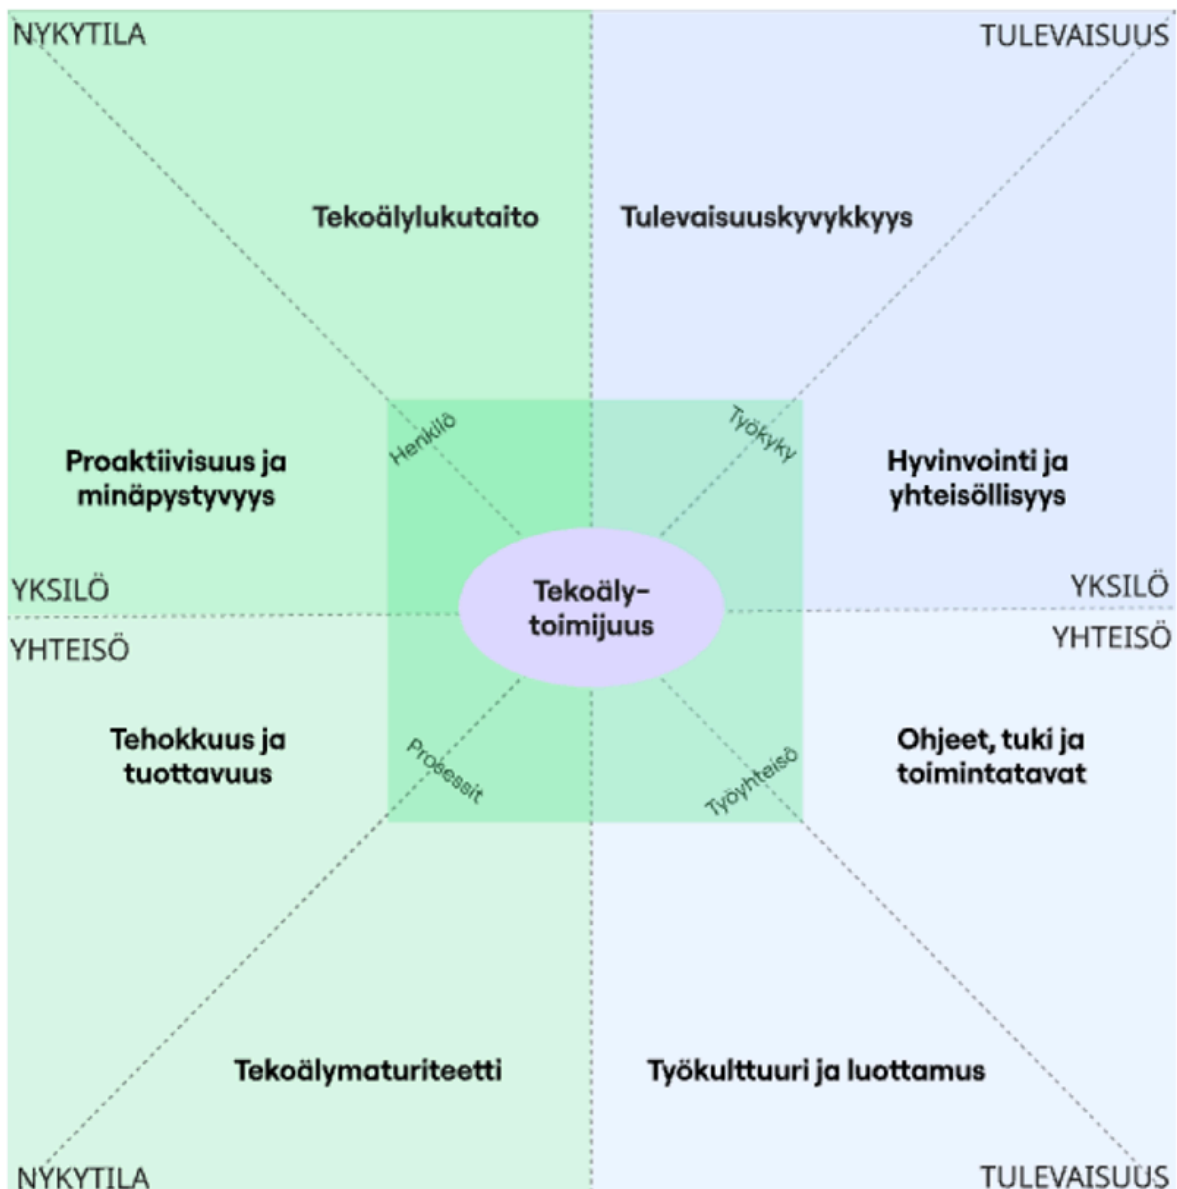 NYKYTILA
TULEVAISUUS
Tekoälylukutaito
Tulevaisuuskyvykkyys
Henkilö
Työkyky
Proaktiivisuus ja
minäpystyvyys
Hyvinvointi ja
yhteisöllisyys
YKSILÖ
YKSILÖ
Tekoäly-
toimijuus
YHTEISÖ
YHTEISÖ
Tehokkuus ja
tuottavuus
Prosessit
Työyhteisö
Ohjeet, tuki ja
toimintatavat
Tekoälymaturiteetti
Työkulttuuri ja luottamus
NYKYTILA
TULEVAISUUS